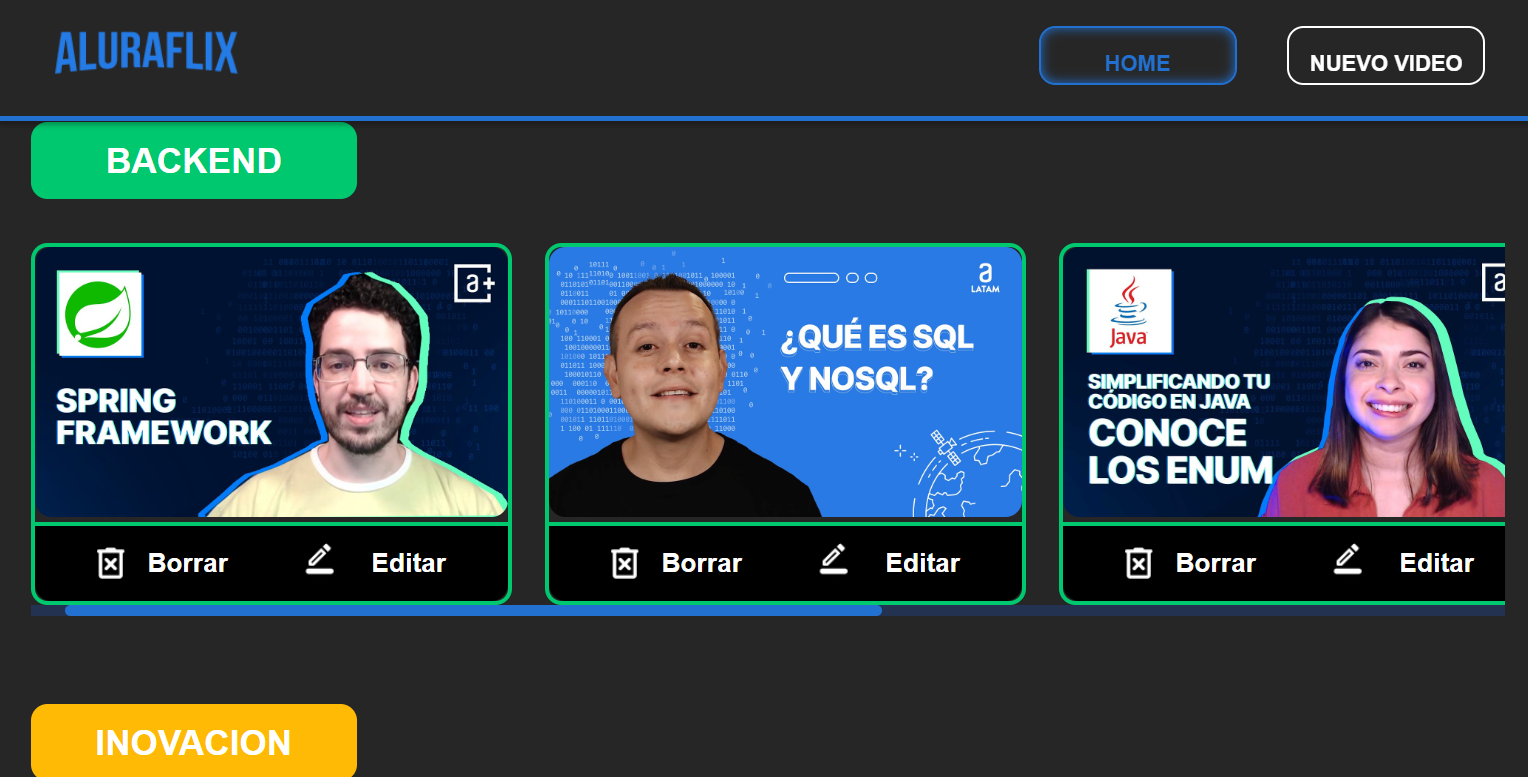 ALURAFLIX
HOME
NUEVO VIDEO
BACKEND
a+
SPRING
FRAMEWORK
a
LATAM
¿QUÉ ES SQL
Y NOSQL?
Java
a
SIMPLIFICANDO TU
CÓDIGO EN JAVA
CONOCE
LOS ENUM
Borrar
Editar
Borrar
Editar
Borrar
Editar
INOVACION